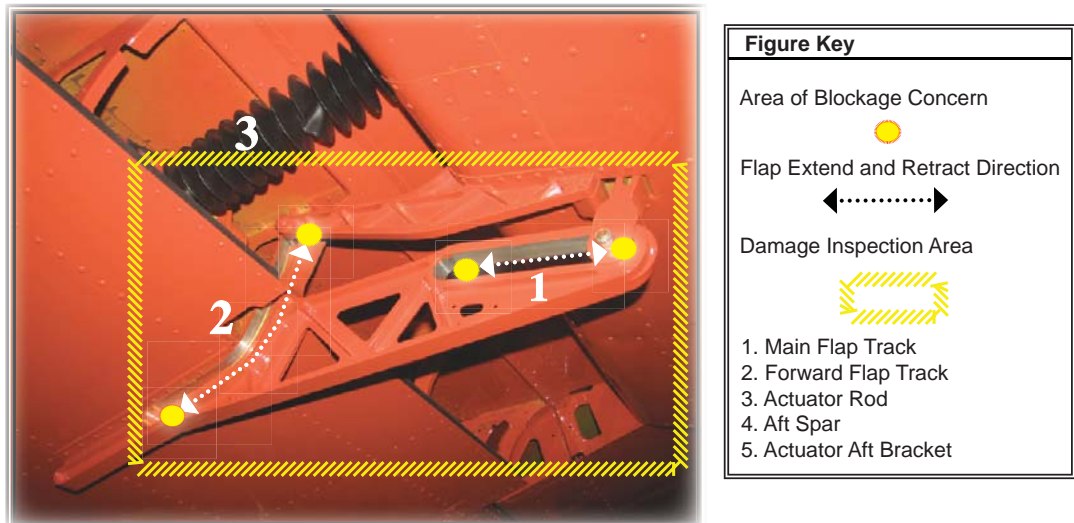 3
1
2
Figure Key
Area of Blockage Concern
Flap Extend and Retract Direction
Damage Inspection Area
1. Main Flap Track
2. Forward Flap Track
3. Actuator Rod
4. Aft Spar
5. Actuator Aft Bracket